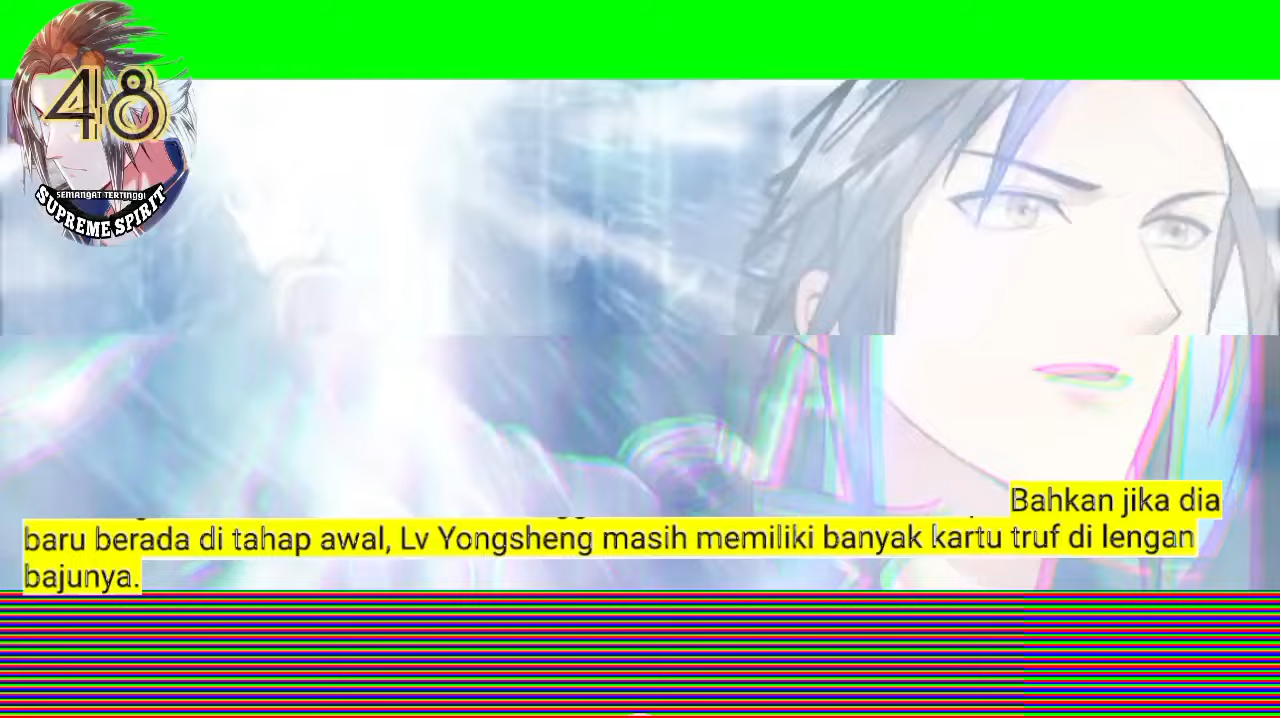 48
SEMANGAT TERTINGGI
SUPREME SPIRIT
Bahkan jika dia
baru berada di tahap awal, Lv Yongsheng masih memiliki banyak kartu truf di lengan
bajunya.